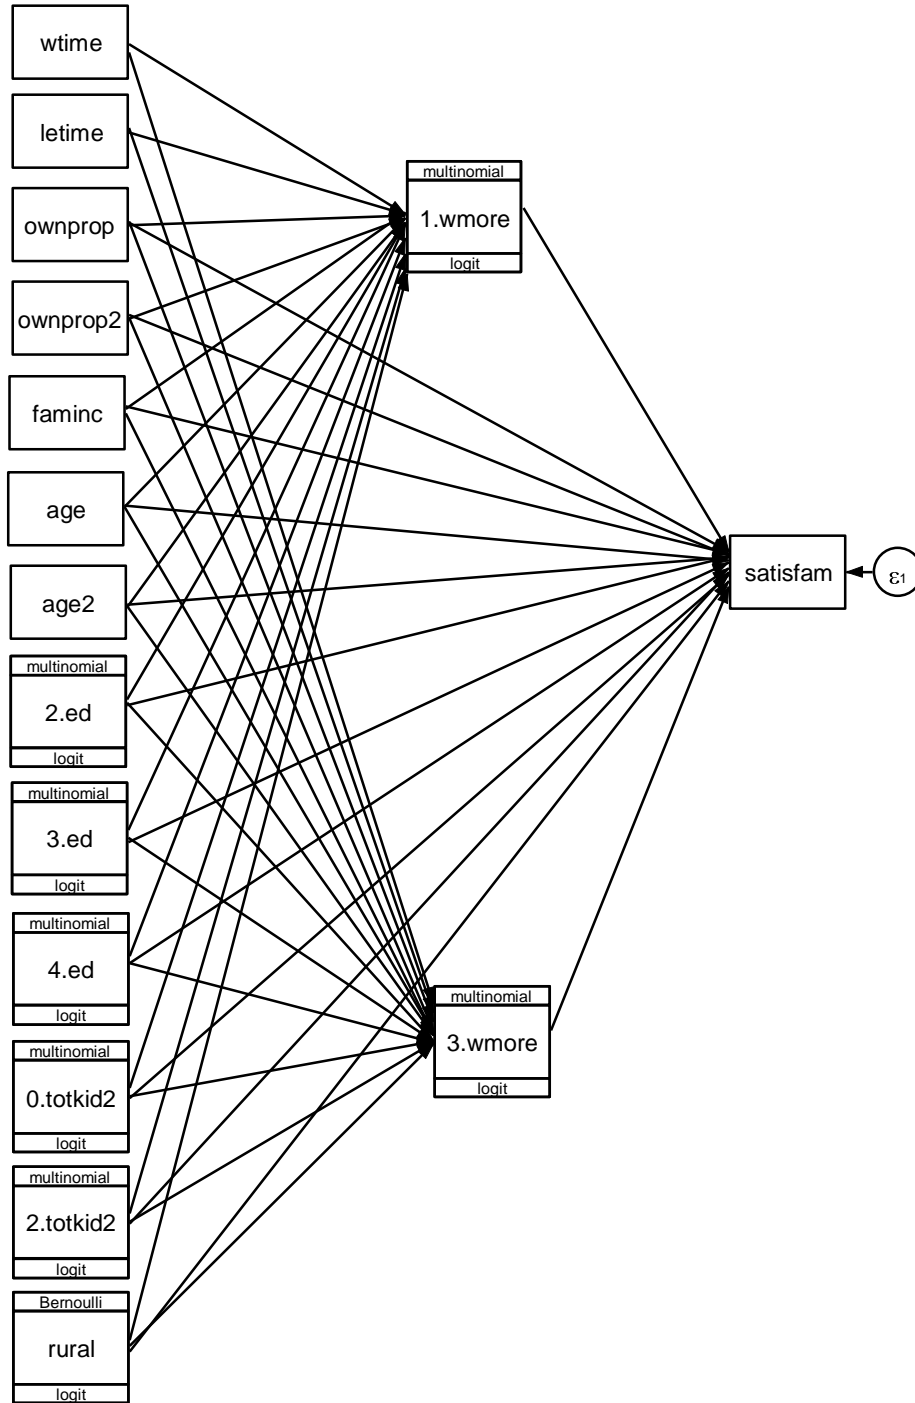 wtime
letime
ownprop
ownprop2
faminc
age
age2
multinomial
2.ed
logit
multinomial
3.ed
logit
multinomial
4.ed
logit
multinomial
0.totkid2
logit
multinomial
2.totkid2
logit
Bernoulli
rural
logit
multinomial
1.wmore
logit
multinomial
3.wmore
logit
satisfam
ε1